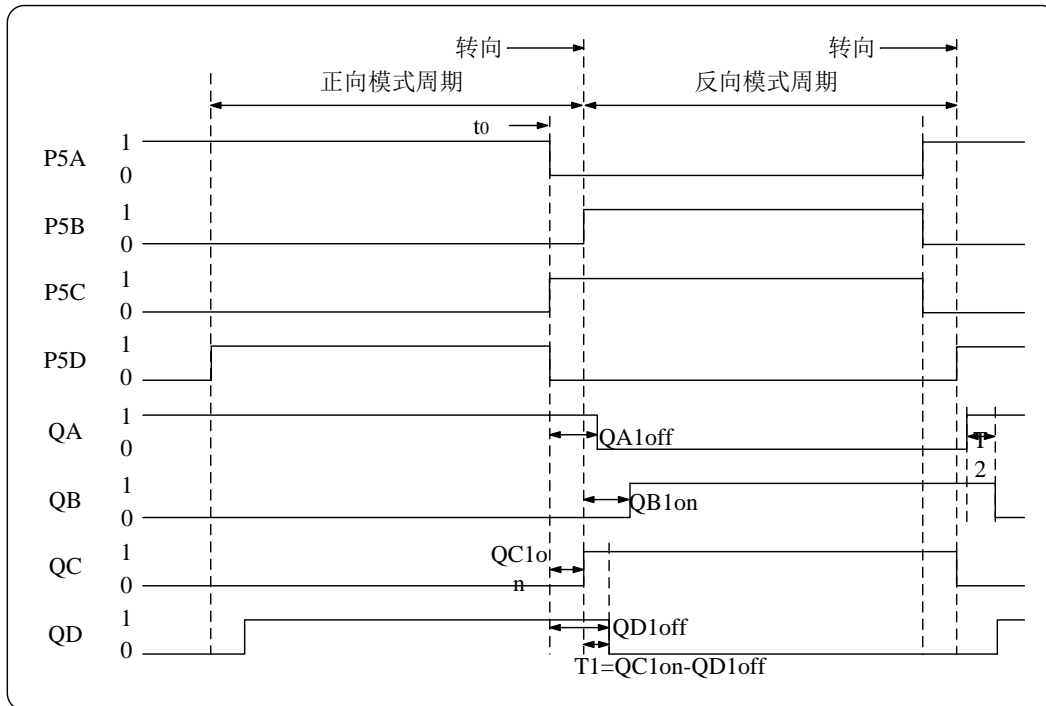 转向 转向
正向模式周期 反向模式周期
t0
P5A 1
0
P5B 1
0
P5C 1
0
P5D 1
0
QA 1
0
QA1off
T
2
QB 1
0
QB1on
QC 1
0
QC1o
n
QD 1
0
QD1off
T1=QC1on-QD1off